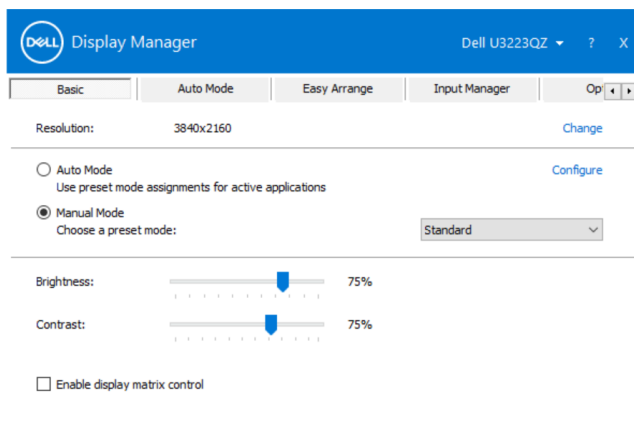 DELL Display Manager Dell U3223QZ ? X
Basic Auto Mode Easy Arrange Input Manager Op
Resolution: 3840x2160 Change
Auto Mode Configure
Use preset mode assignments for active applications
Manual Mode
Choose a preset mode: Standard
Brightness: 75%
Contrast: 75%
Enable display matrix control